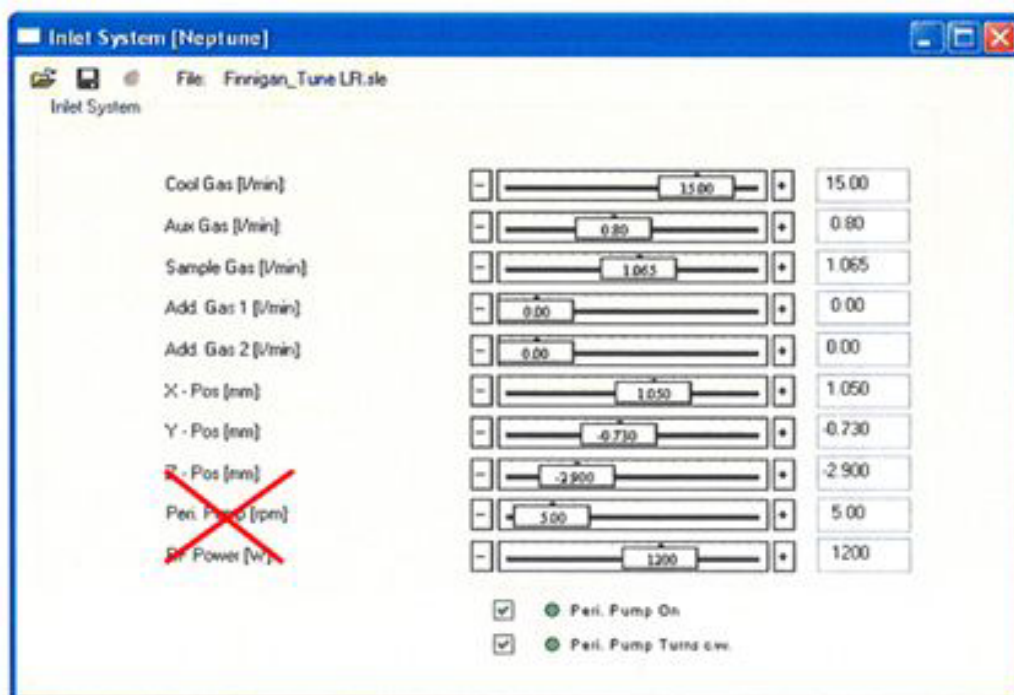 Inlet System [Neptune]
File: Finnigan_Tune LR.sle
Inlet System
Cool Gas [l/min]: 15.00 15.00
Aux Gas [l/min]: 0.80 0.80
Sample Gas [l/min]: 1.065 1.065
Add. Gas 1 [l/min]: 0.00 0.00
Add. Gas 2 [l/min]: 0.00 0.00
X - Pos [mm]: 1.050 1.050
Y - Pos [mm]: -0.730 -0.730
Z - Pos [mm]: -2.900 -2.900
Peri. Pump [rpm] 5.00 5.00
RF Power [W]: 1200 1200
Peri. Pump On
Peri. Pump Turns c.w.